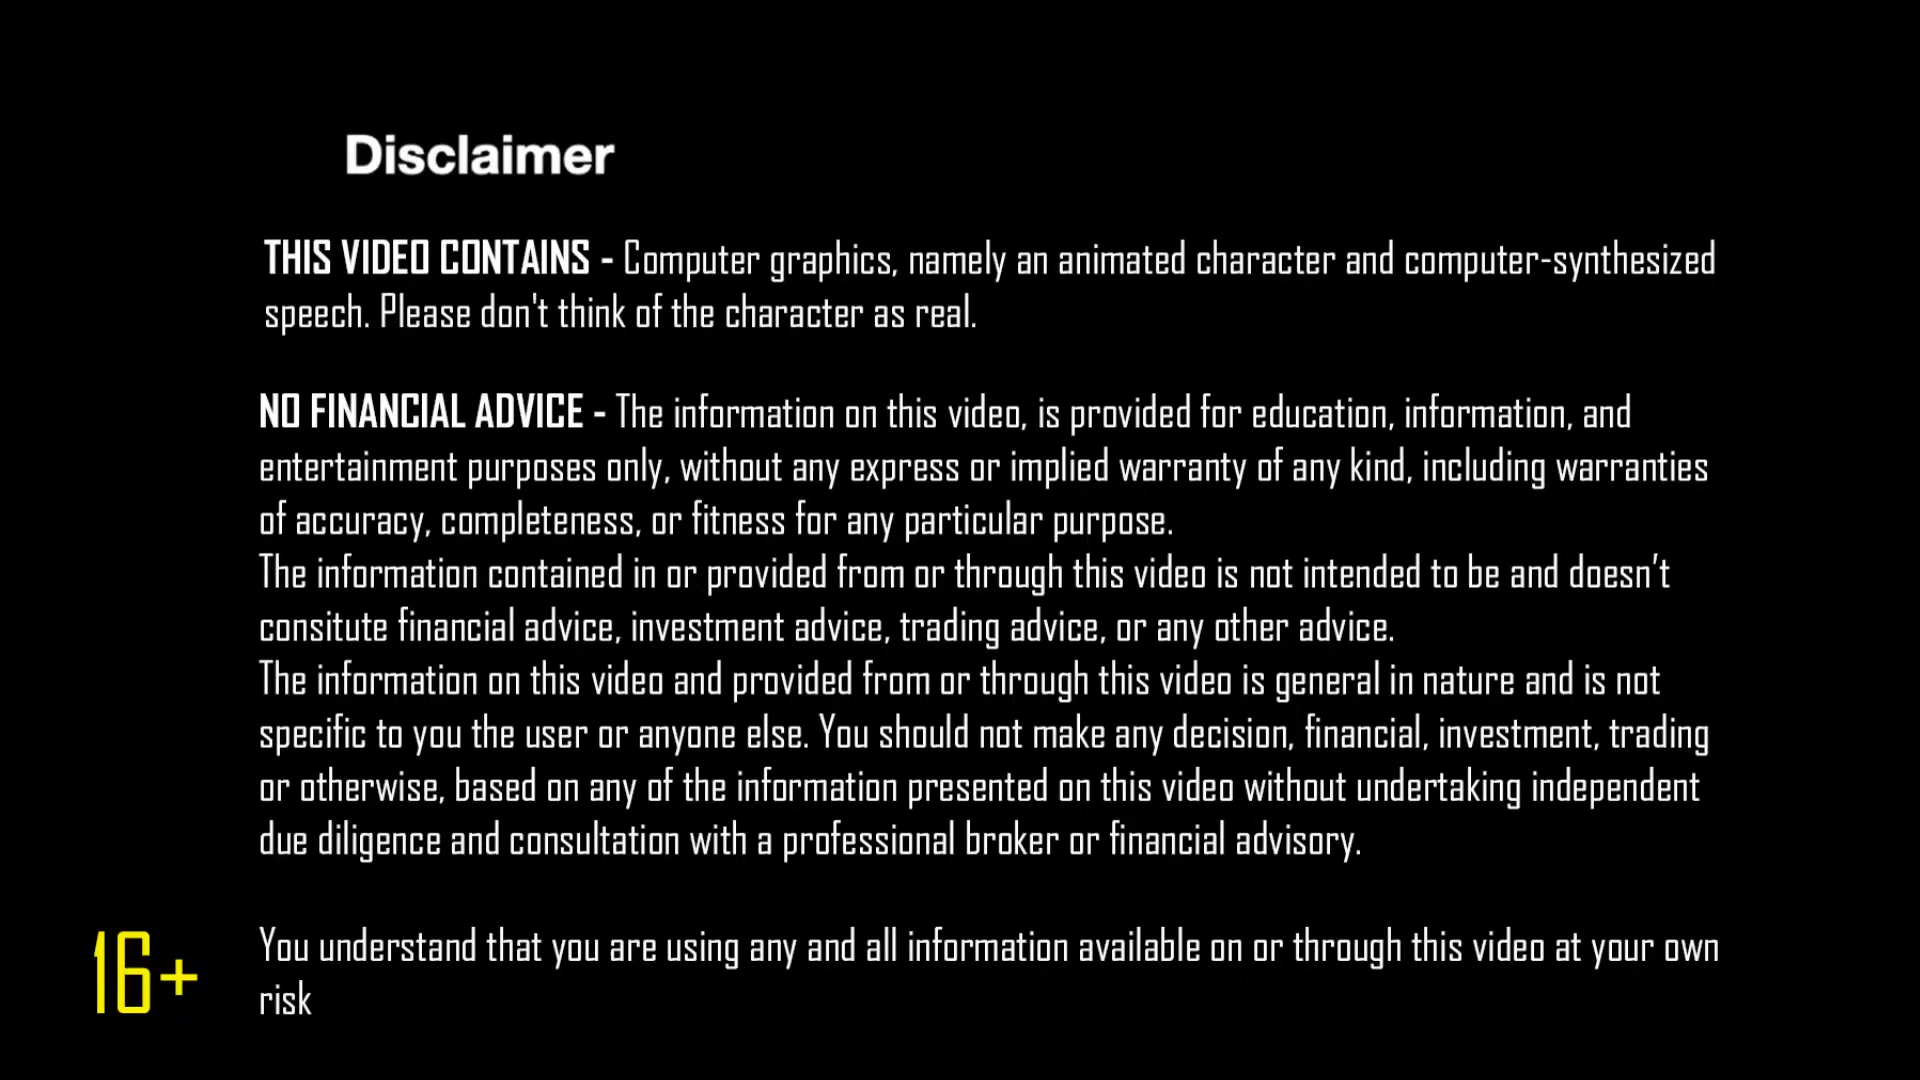 Disclaimer
THIS VIDEO CONTAINS - Computer graphics, namely an animated character and computer-synthesized
speech. Please don't think of the character as real.
NO FINANCIAL ADVICE - The information on this video, is provided for education, information, and
entertainment purposes only, without any express or implied warranty of any kind, including warranties
of accuracy, completeness, or fitness for any particular purpose.
The information contained in or provided from or through this video is not intended to be and doesn’t
consitute financial advice, investment advice, trading advice, or any other advice.
The information on this video and provided from or through this video is general in nature and is not
specific to you the user or anyone else. You should not make any decision, financial, investment, trading
or otherwise, based on any of the information presented on this video without undertaking independent
due diligence and consultation with a professional broker or financial advisory.
16+
You understand that you are using any and all information available on or through this video at your own
risk